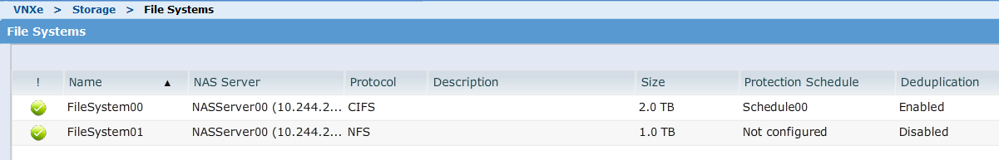 VNXe > Storage > File Systems
File Systems
! Name ▲ NAS Server Protocol Description Size Protection Schedule Deduplication
FileSystem00 NASServer00 (10.244.2... CIFS 2.0 TB Schedule00 Enabled
FileSystem01 NASServer00 (10.244.2... NFS 1.0 TB Not configured Disabled